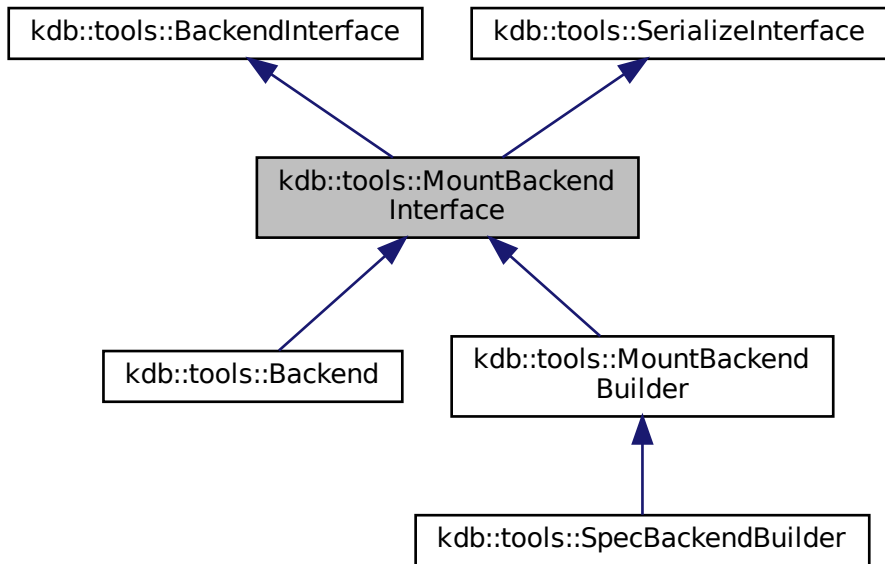 kdb::tools::BackendInterface
kdb::tools::SerializeInterface
kdb::tools::MountBackend
Interface
kdb::tools::Backend
kdb::tools::MountBackend
Builder
kdb::tools::SpecBackendBuilder